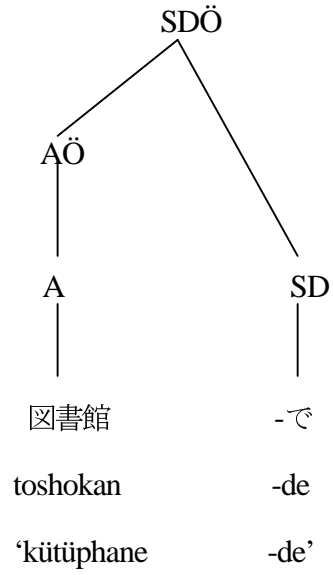 SDÖ
AÖ
A SD
図書館 -で
toshokan -de
‘kütüphane -de’